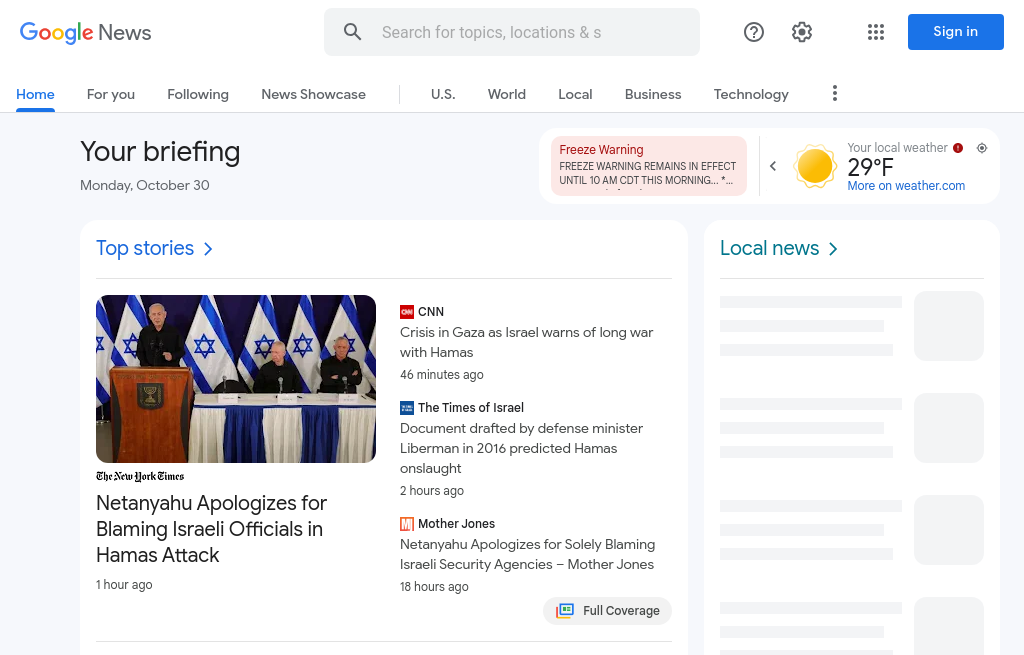 Google News
Search for topics, locations & s
Sign in
Home
For you
Following
News Showcase
U.S.
World
Local
Business
Technology
Your briefing
Monday, October 30
Freeze Warning
FREEZE WARNING REMAINS IN EFFECT
UNTIL 10 AM CDT THIS MORNING... *...
Your local weather
29°F
More on weather.com
Top stories
The New York Times
Netanyahu Apologizes for
Blaming Israeli Officials in
Hamas Attack
1 hour ago
CNN
Crisis in Gaza as Israel warns of long war
with Hamas
46 minutes ago
The Times of Israel
Document drafted by defense minister
Liberman in 2016 predicted Hamas
onslaught
2 hours ago
Mother Jones
Netanyahu Apologizes for Solely Blaming
Israeli Security Agencies – Mother Jones
18 hours ago
Full Coverage
Local news